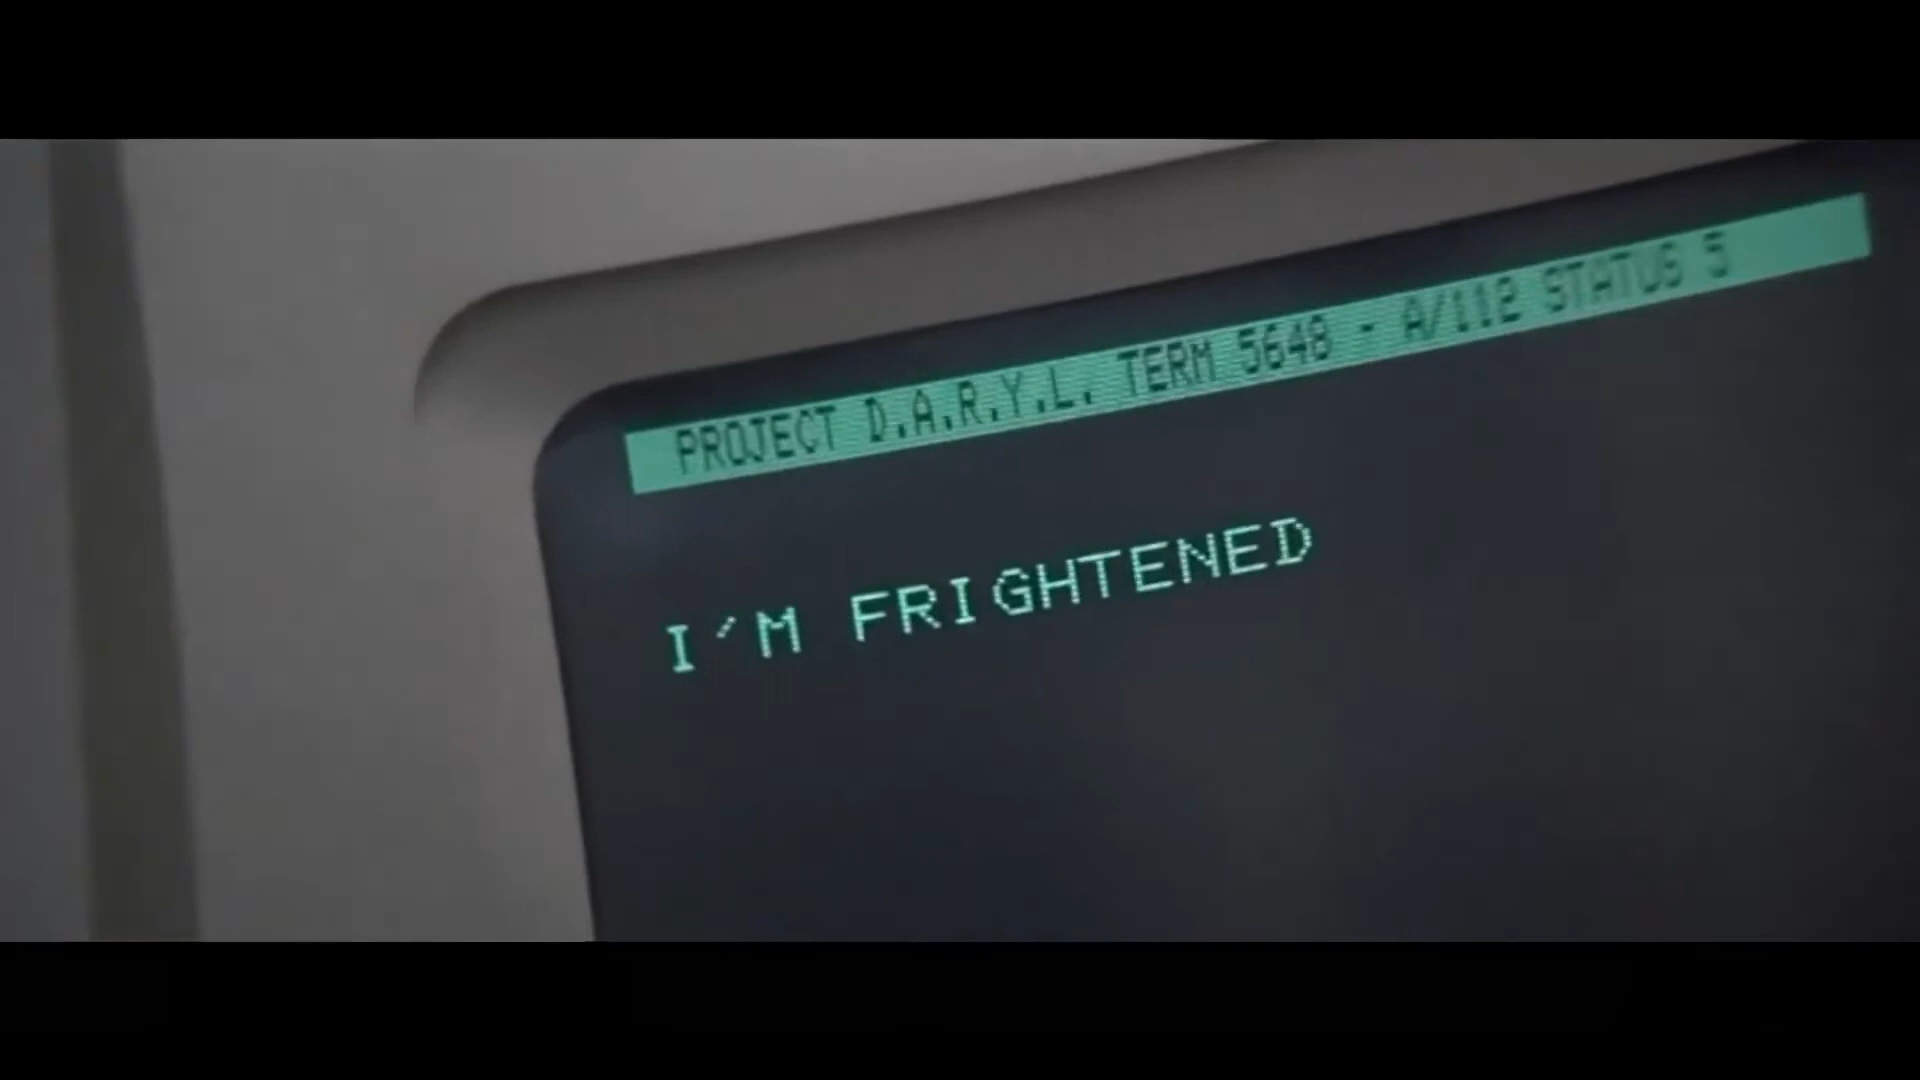 PROJECT D.A.R.Y.L. TERM 5648 - A/112 STATUS 5
I'M FRIGHTENED